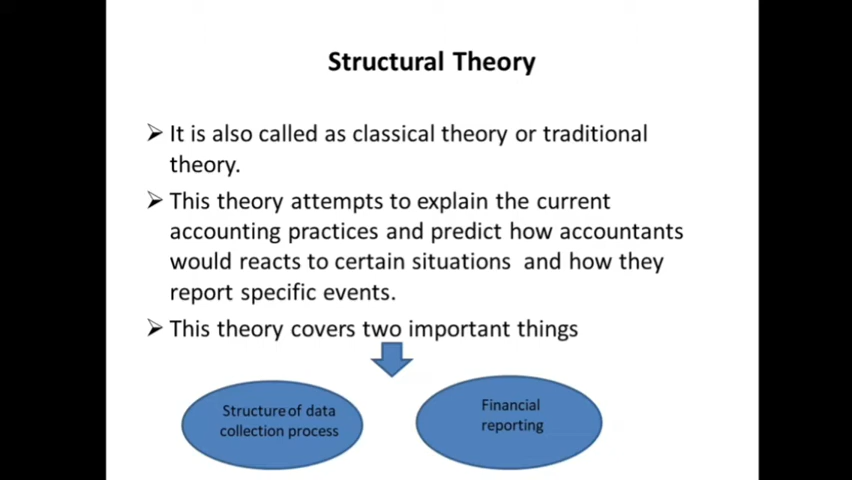 Structural Theory
➢ It is also called as classical theory or traditional
theory.
➢ This theory attempts to explain the current
accounting practices and predict how accountants
would reacts to certain situations and how they
report specific events.
➢ This theory covers two important things
Structure of data
collection process
Financial
reporting